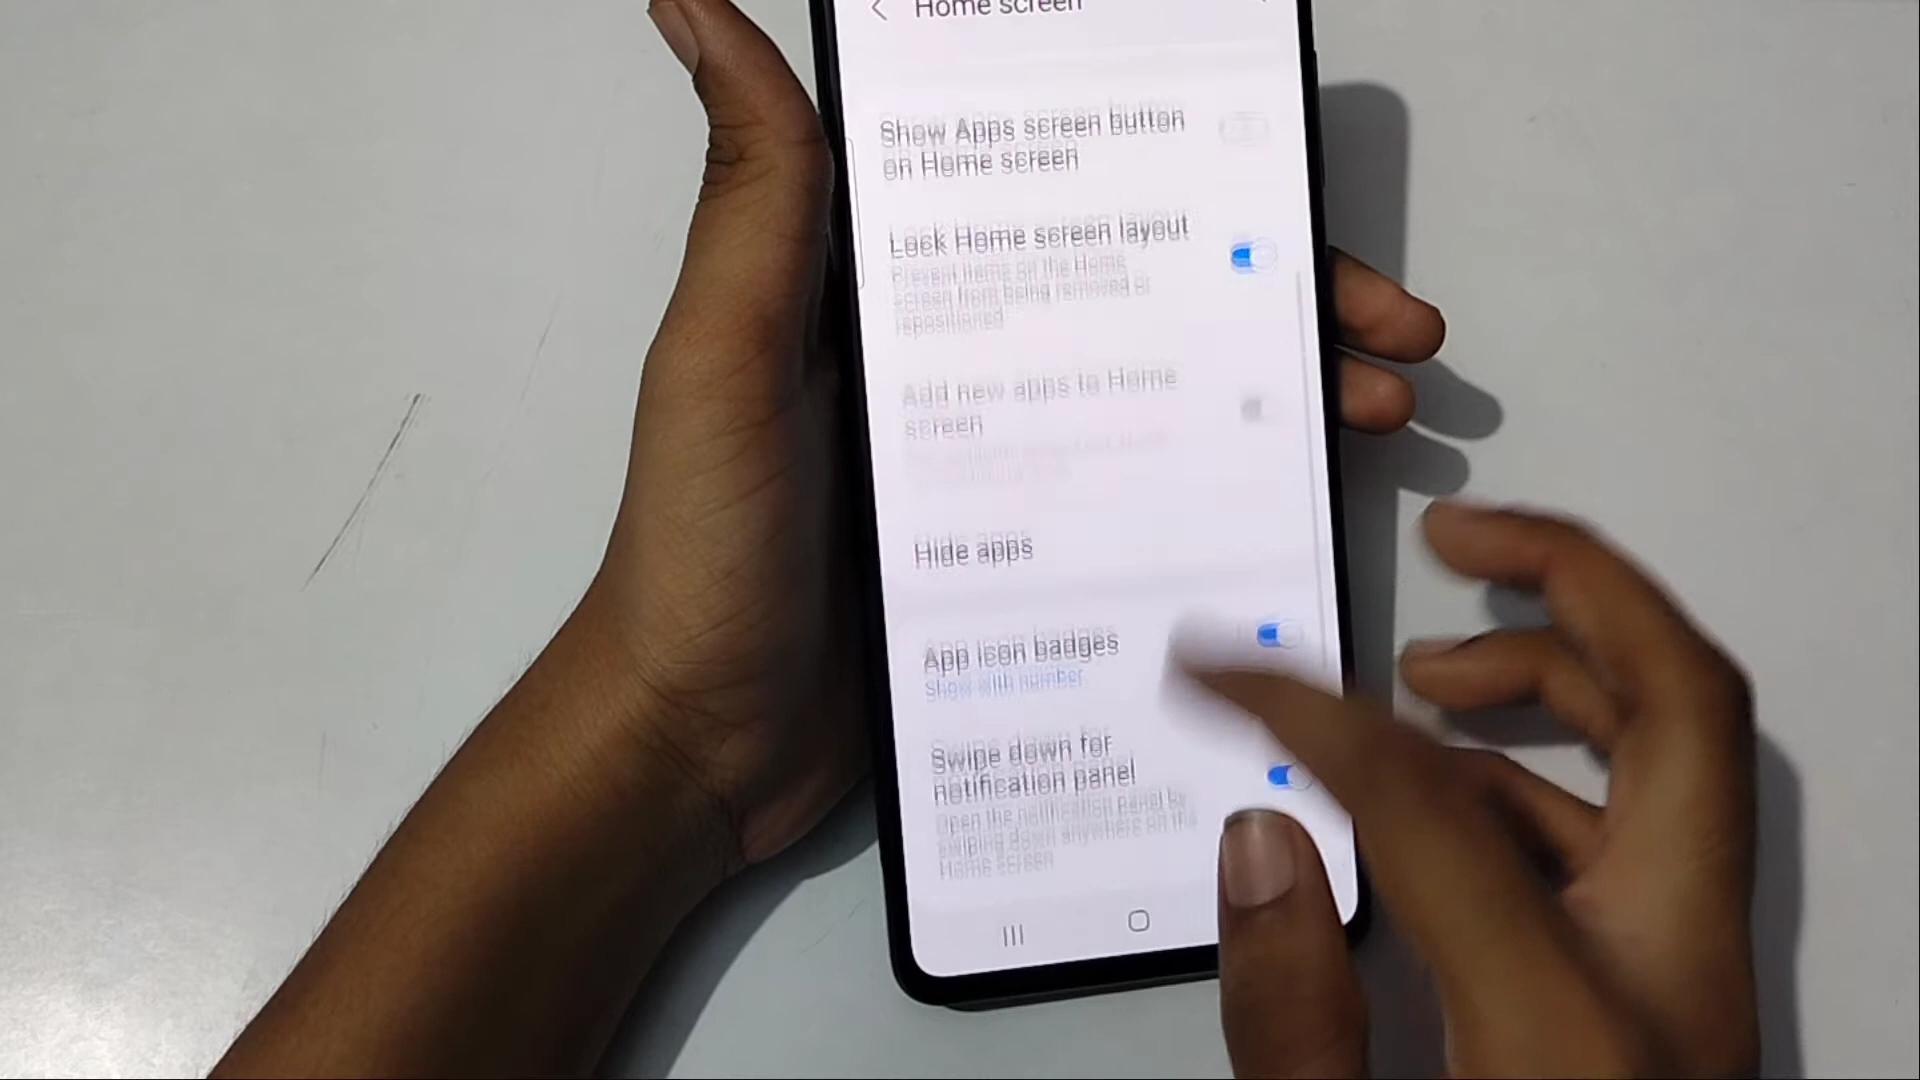 Home screen
Show Apps screen button
on Home screen
Lock Home screen layout
Prevent items on the Home
screen from being removed or
repositioned
Add new apps to Home
screen
Hide apps
App icon badges
Show with number
Swipe down for
notification panel
Open the notification panel by
swiping down anywhere on the
Home screen